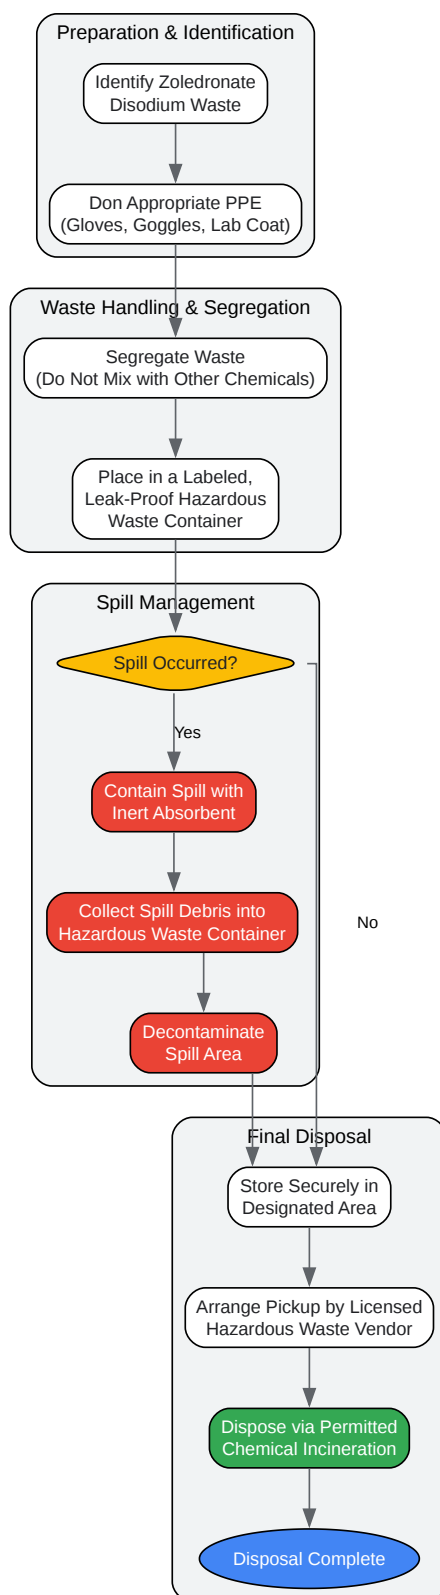 Preparation & Identification
Identify Zoledronate
Disodium Waste
Don Appropriate PPE
(Gloves, Goggles, Lab Coat)
Waste Handling & Segregation
Segregate Waste
(Do Not Mix with Other Chemicals)
Place in a Labeled,
Leak-Proof Hazardous
Waste Container
Spill Management
Spill Occurred?
Yes
Contain Spill with
Inert Absorbent
Collect Spill Debris into
Hazardous Waste Container
No
Decontaminate
Spill Area
Final Disposal
Store Securely in
Designated Area
Arrange Pickup by Licensed
Hazardous Waste Vendor
Dispose via Permitted
Chemical Incineration
Disposal Complete